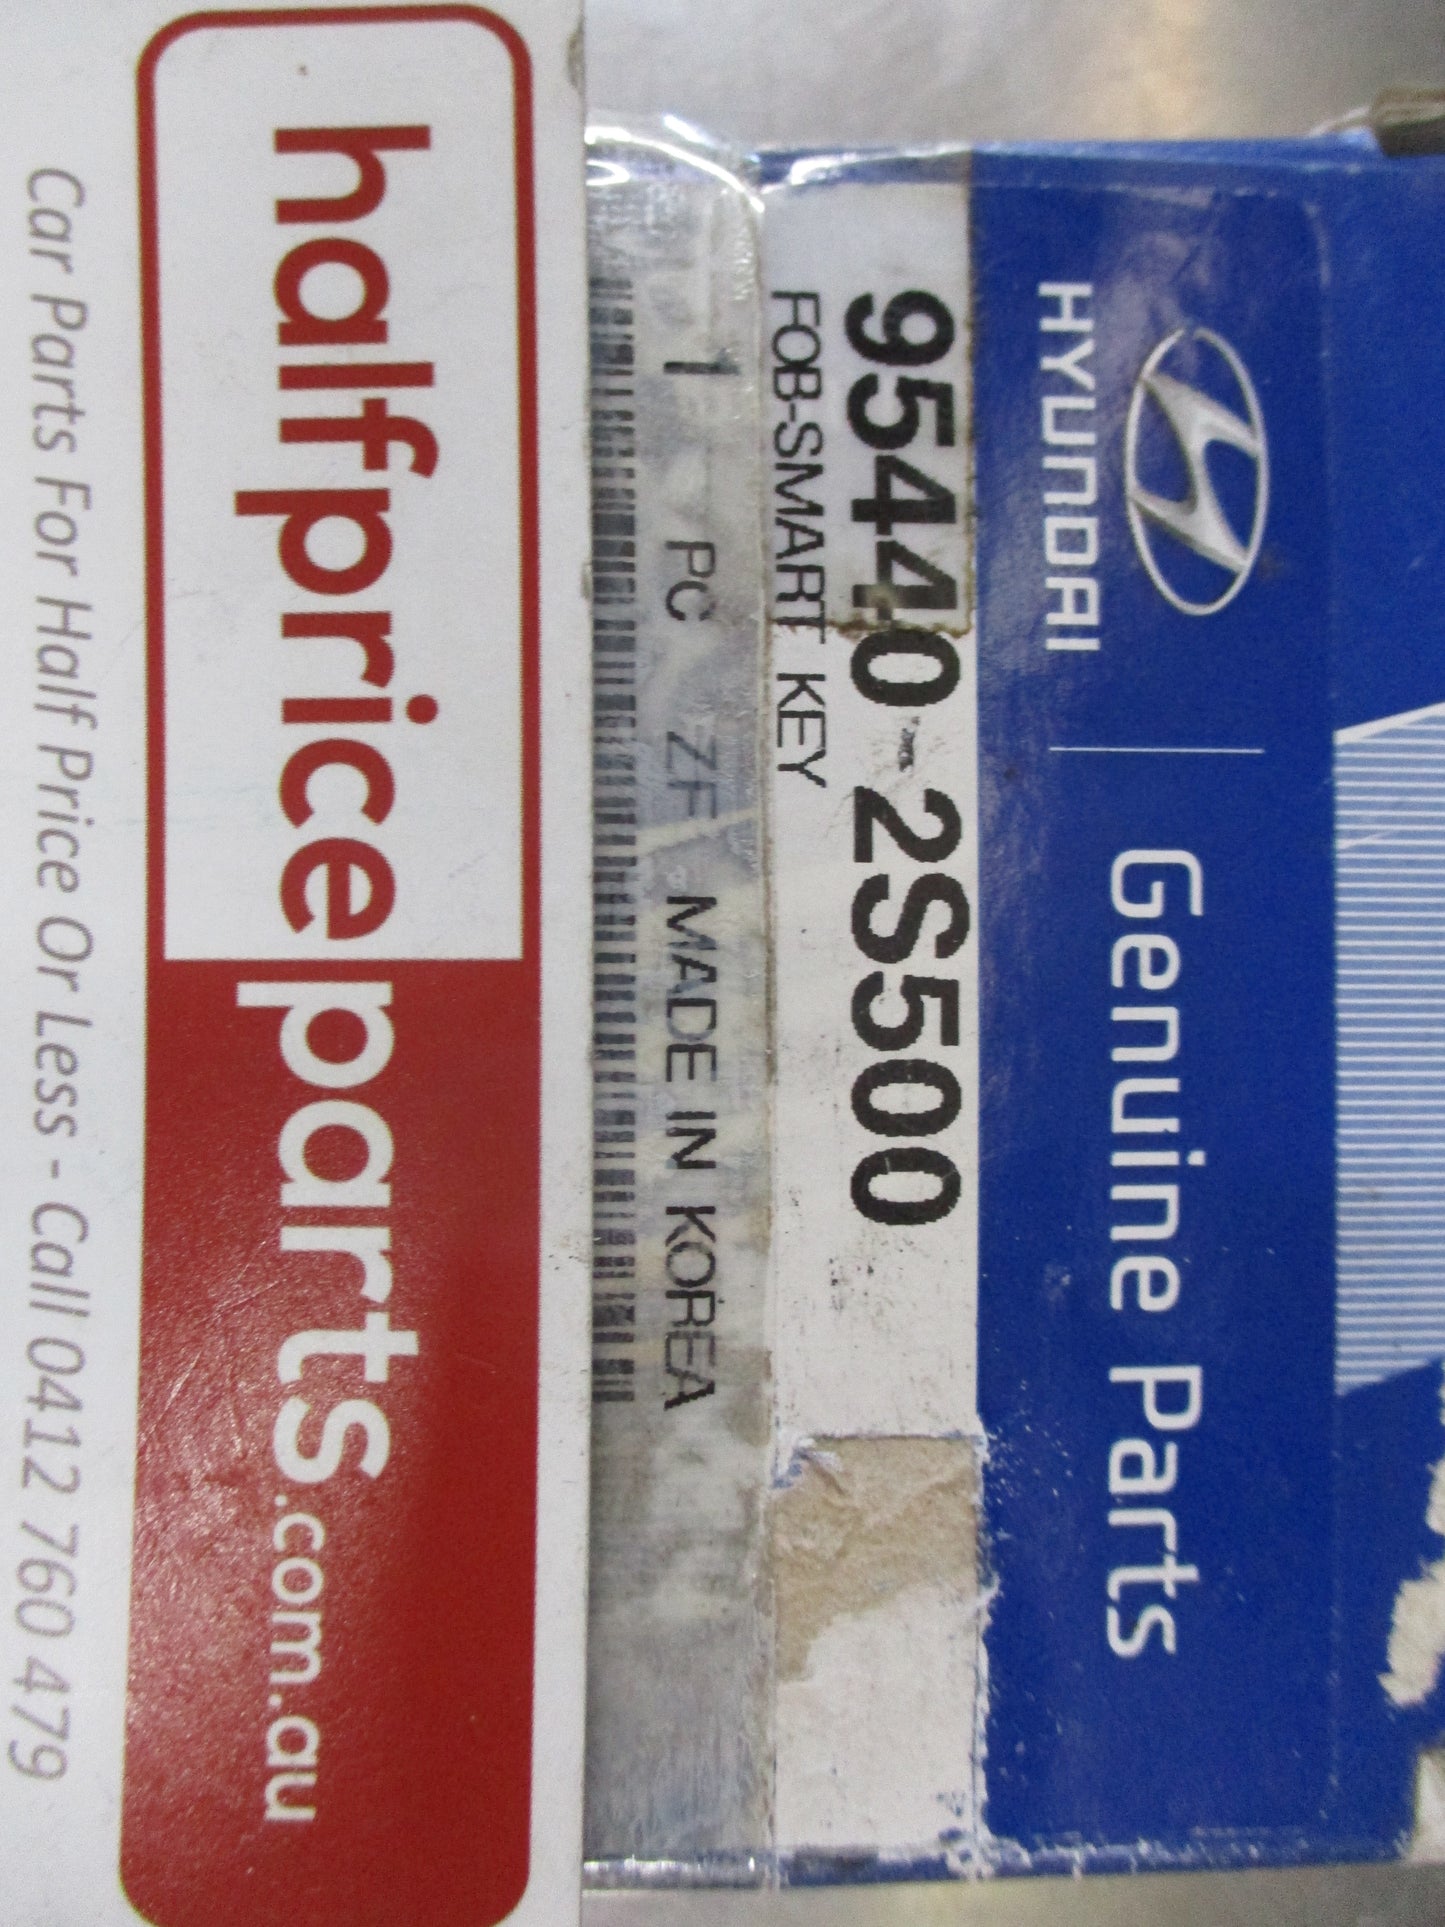 HYUNDAI
Genuine Parts
95440-2S500
FOB-SMART KEY
1 PC ZF MADE IN KOREA
halfpriceparts.com.au
Car Parts For Half Price Or Less - Call 0412 760 479